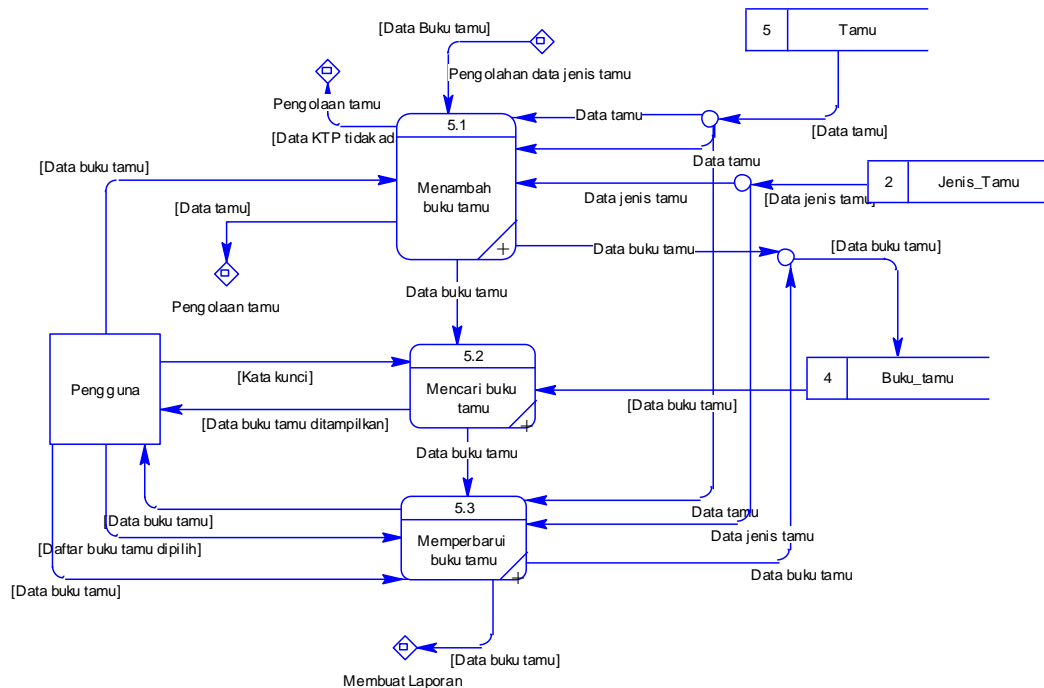 [Data Buku tamu]
5
Tamu
Pengolahan data jenis tamu
Pengolaan tamu
[Data KTP tidak ad
5.1
Data tamu
[Data tamu]
Menambah
buku tamu
[Data buku tamu]
Data tamu
2
Jenis_Tamu
Data jenis tamu
[Data jenis tamu]
[Data tamu]
Data buku tamu
[Data buku tamu]
Pengolaan tamu
Data buku tamu
Pengguna
5.2
Mencari buku
tamu
[Kata kunci]
4
Buku_tamu
[Data buku tamu]
[Data buku tamu ditampilkan]
Data buku tamu
5.3
Memperbarui
buku tamu
Data tamu
[Data buku tamu]
Data jenis tamu
[Daftar buku tamu dipilih]
Data buku tamu
[Data buku tamu]
[Data buku tamu]
Membuat Laporan